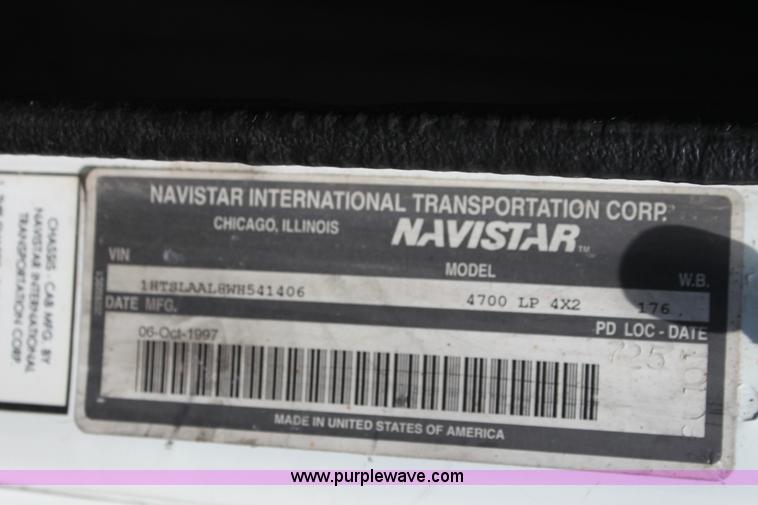 NAVISTAR INTERNATIONAL TRANSPORTATION CORP.
CHICAGO, ILLINOIS NAVISTAR™
VIN MODEL W.B.
1HTSLAAL8WH541406 4700 LP 4X2 176
DATE MFG. PD LOC - DATE
06-Oct-1997
MADE IN UNITED STATES OF AMERICA
CHASSIS - CAB MFG. BY
NAVISTAR INTERNATIONAL
TRANSPORTATION CORP.
www.purplewave.com